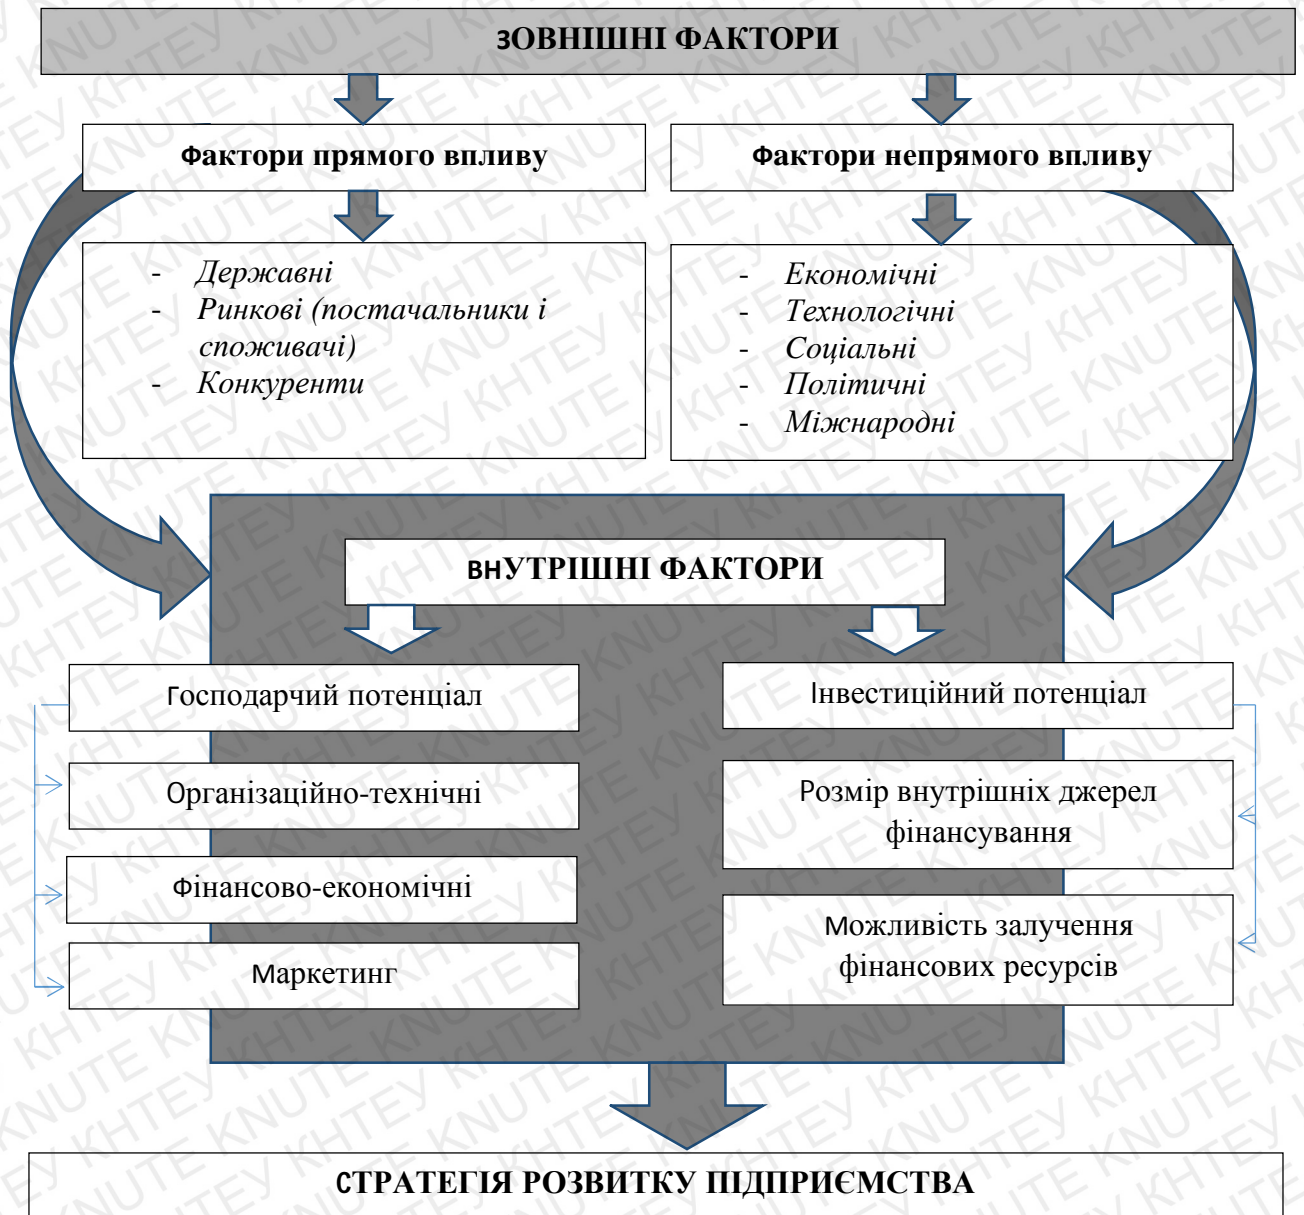 ЗОВНІШНІ ФАКТОРИ
Фактори прямого впливу
Фактори непрямого впливу
- Державні
- Ринкові (постачальники і
споживачі)
- Конкуренти
- Економічні
- Технологічні
- Соціальні
- Політичні
- Міжнародні
ВНУТРІШНІ ФАКТОРИ
Господарчий потенціал
Організаційно-технічні
Фінансово-економічні
Маркетинг
Інвестиційний потенціал
Розмір внутрішніх джерел
фінансування
Можливість залучення
фінансових ресурсів
СТРАТЕГІЯ РОЗВИТКУ ПІДПРИЄМСТВА